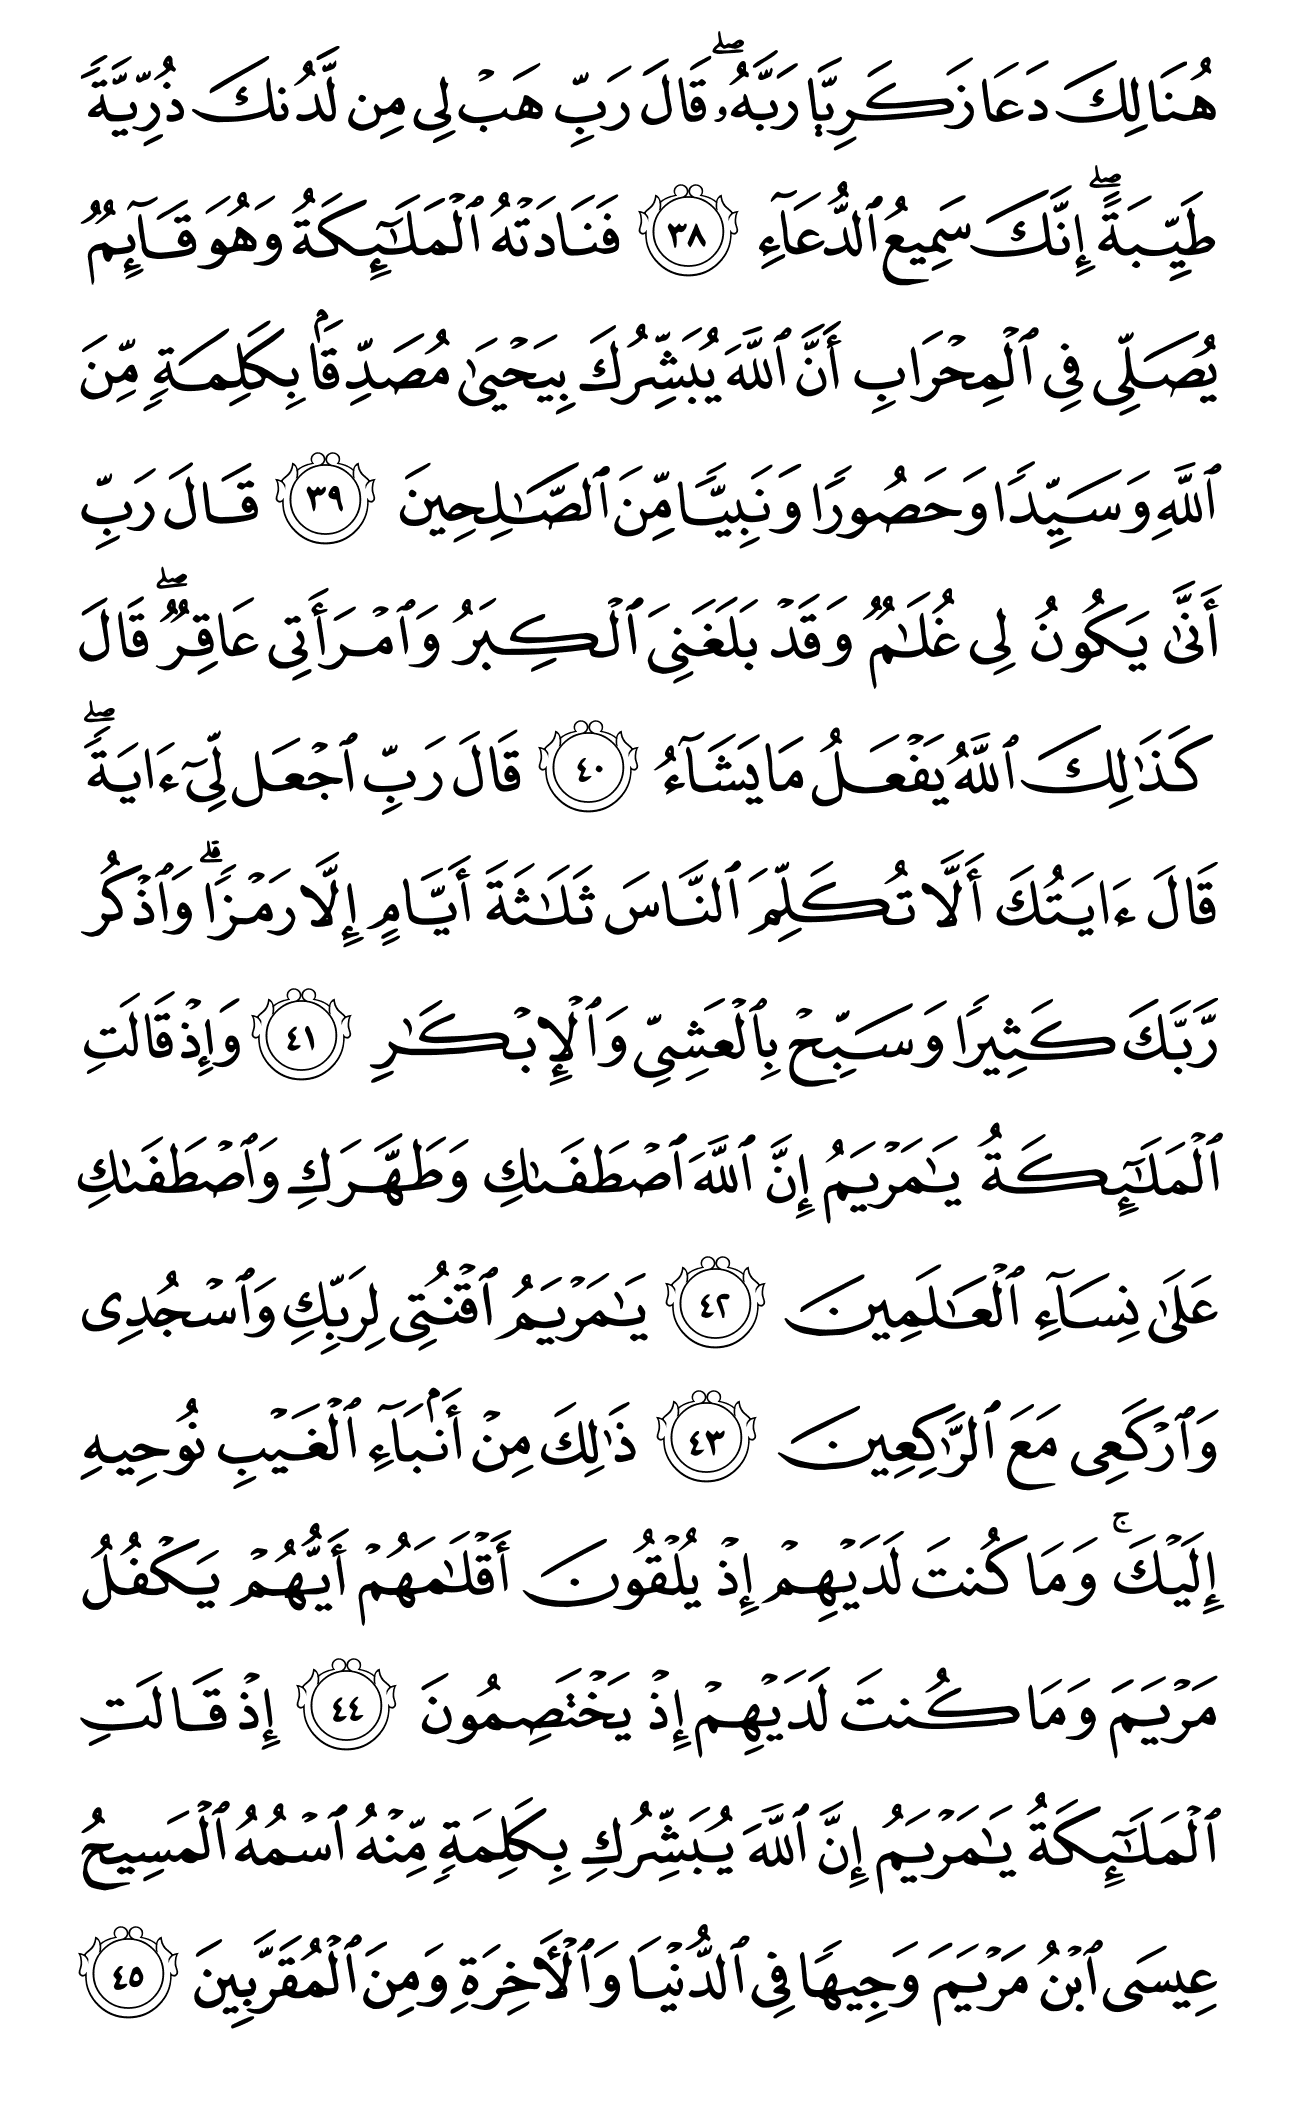 هُنَالِكَ دَعَا زَكَرِيَّا رَبَّهُۥۖ قَالَ رَبِّ هَبۡ لِي مِن لَّدُنكَ ذُرِّيَّةٗ
طَيِّبَةًۖ إِنَّكَ سَمِيعُ ٱلدُّعَآءِ ٣٨ فَنَادَتۡهُ ٱلۡمَلَٰٓئِكَةُ وَهُوَ قَآئِمٞ
يُصَلِّي فِي ٱلۡمِحۡرَابِ أَنَّ ٱللَّهَ يُبَشِّرُكَ بِيَحۡيَىٰ مُصَدِّقَۢا بِكَلِمَةٖ مِّنَ
ٱللَّهِ وَسَيِّدٗا وَحَصُورٗا وَنَبِيّٗا مِّنَ ٱلصَّٰلِحِينَ ٣٩ قَالَ رَبِّ
أَنَّىٰ يَكُونُ لِي غُلَٰمٞ وَقَدۡ بَلَغَنِيَ ٱلۡكِبَرُ وَٱمۡرَأَتِي عَاقِرٞۖ قَالَ
كَذَٰلِكَ ٱللَّهُ يَفۡعَلُ مَا يَشَآءُ ٤٠ قَالَ رَبِّ ٱجۡعَل لِّيٓ ءَايَةٗۖ
قَالَ ءَايَتُكَ أَلَّا تُكَلِّمَ ٱلنَّاسَ ثَلَٰثَةَ أَيَّامٍ إِلَّا رَمۡزٗاۗ وَٱذۡكُر
رَّبَّكَ كَثِيرٗا وَسَبِّحۡ بِٱلۡعَشِيِّ وَٱلۡإِبۡكَٰرِ ٤١ وَإِذۡ قَالَتِ
ٱلۡمَلَٰٓئِكَةُ يَٰمَرۡيَمُ إِنَّ ٱللَّهَ ٱصۡطَفَىٰكِ وَطَهَّرَكِ وَٱصۡطَفَىٰكِ
عَلَىٰ نِسَآءِ ٱلۡعَٰلَمِينَ ٤٢ يَٰمَرۡيَمُ ٱقۡنُتِي لِرَبِّكِ وَٱسۡجُدِي
وَٱرۡكَعِي مَعَ ٱلرَّٰكِعِينَ ٤٣ ذَٰلِكَ مِنۡ أَنۢبَآءِ ٱلۡغَيۡبِ نُوحِيهِ
إِلَيۡكَۚ وَمَا كُنتَ لَدَيۡهِمۡ إِذۡ يُلۡقُونَ أَقۡلَٰمَهُمۡ أَيُّهُمۡ يَكۡفُلُ
مَرۡيَمَ وَمَا كُنتَ لَدَيۡهِمۡ إِذۡ يَخۡتَصِمُونَ ٤٤ إِذۡ قَالَتِ
ٱلۡمَلَٰٓئِكَةُ يَٰمَرۡيَمُ إِنَّ ٱللَّهَ يُبَشِّرُكِ بِكَلِمَةٖ مِّنۡهُ ٱسۡمُهُ ٱلۡمَسِيحُ
عِيسَى ٱبۡنُ مَرۡيَمَ وَجِيهٗا فِي ٱلدُّنۡيَا وَٱلۡأٓخِرَةِ وَمِنَ ٱلۡمُقَرَّبِينَ ٤٥